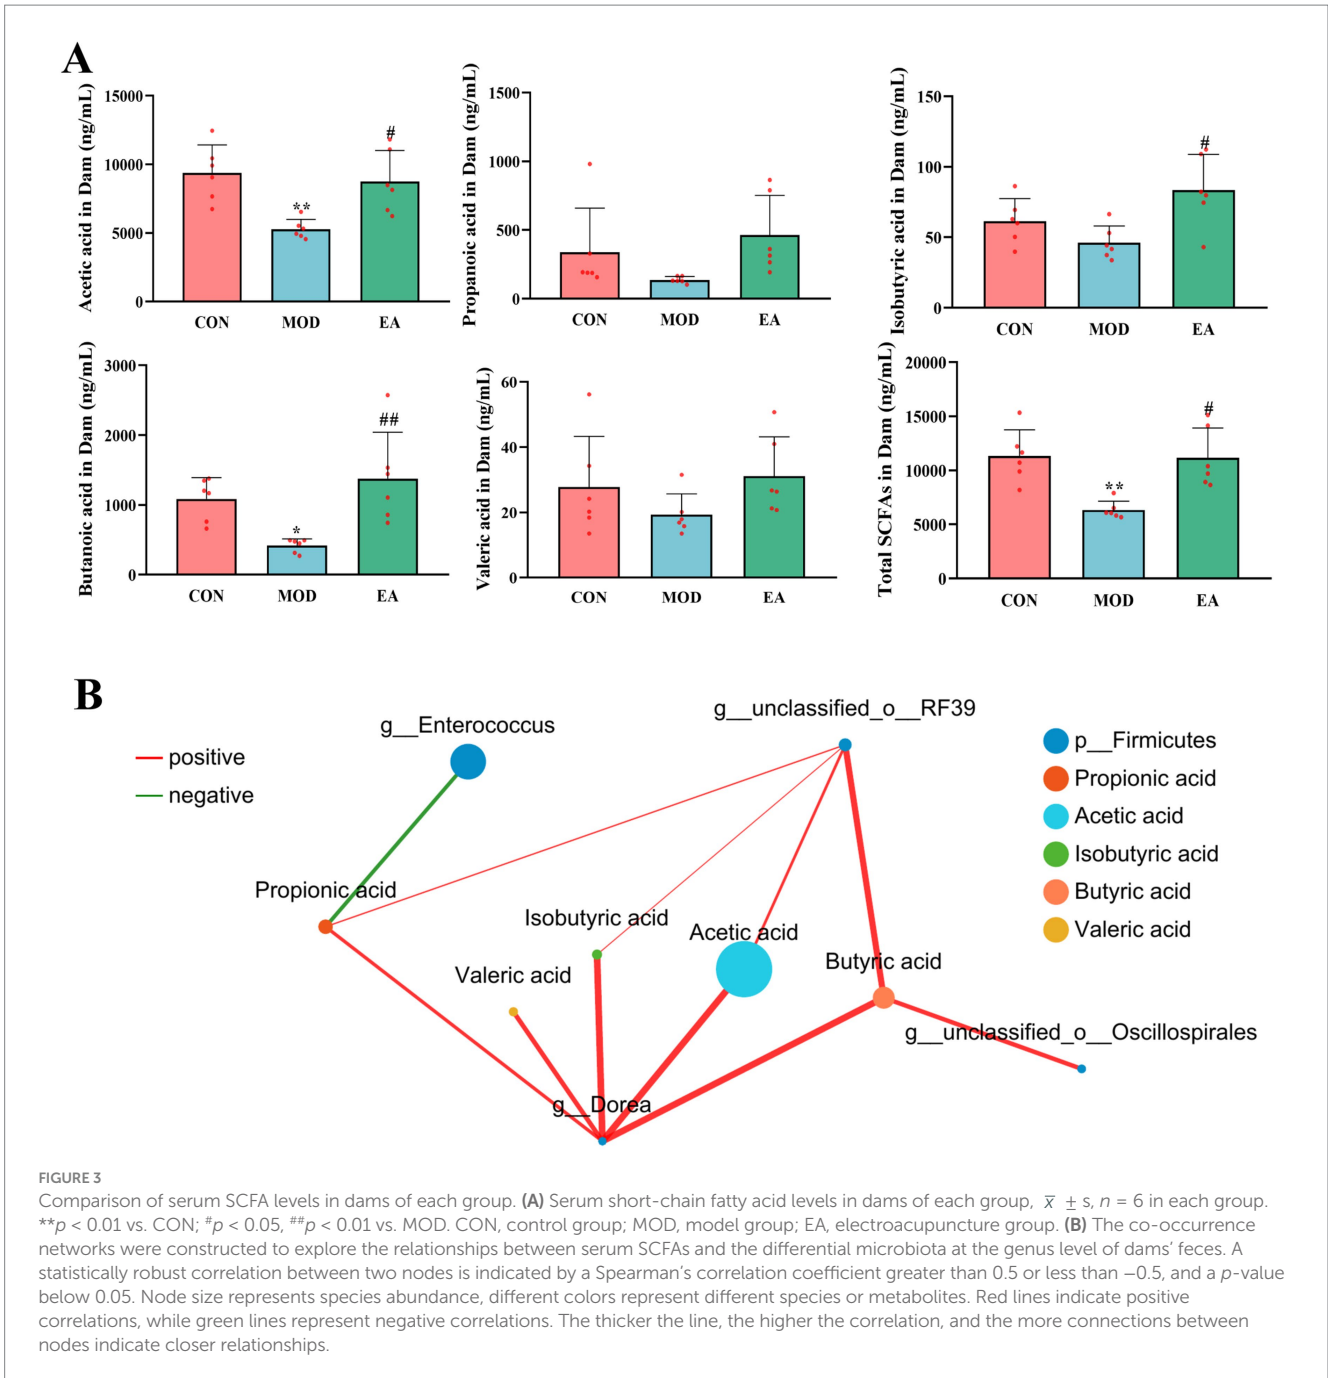 A
Acetic acid in Dam (ng/mL)
15000
10000
5000
0
**
#
CON MOD EA
Propanoic acid in Dam (ng/mL)
1500
1000
500
0
CON MOD EA
Isobutyric acid in Dam (ng/mL)
150
100
50
0
#
CON MOD EA
Butanoic acid in Dam (ng/mL)
3000
2000
1000
0
*
##
CON MOD EA
Valeric acid in Dam (ng/mL)
60
40
20
0
CON MOD EA
Total SCFAs in Dam (ng/mL)
20000
15000
10000
5000
0
**
#
CON MOD EA
B
positive
negative
g__Enterococcus
g__unclassified_o__RF39
Propionic acid
Isobutyric acid
Acetic acid
Valeric acid
Butyric acid
g__unclassified_o__Oscillospirales
g__Dorea
p__Firmicutes
Propionic acid
Acetic acid
Isobutyric acid
Butyric acid
Valeric acid
FIGURE 3
Comparison of serum SCFA levels in dams of each group. (A) Serum short-chain fatty acid levels in dams of each group, x̄ ± s, n = 6 in each group.
**p < 0.01 vs. CON; #p < 0.05, ##p < 0.01 vs. MOD. CON, control group; MOD, model group; EA, electroacupuncture group. (B) The co-occurrence
networks were constructed to explore the relationships between serum SCFAs and the differential microbiota at the genus level of dams' feces. A
statistically robust correlation between two nodes is indicated by a Spearman's correlation coefficient greater than 0.5 or less than −0.5, and a p-value
below 0.05. Node size represents species abundance, different colors represent different species or metabolites. Red lines indicate positive
correlations, while green lines represent negative correlations. The thicker the line, the higher the correlation, and the more connections between
nodes indicate closer relationships.